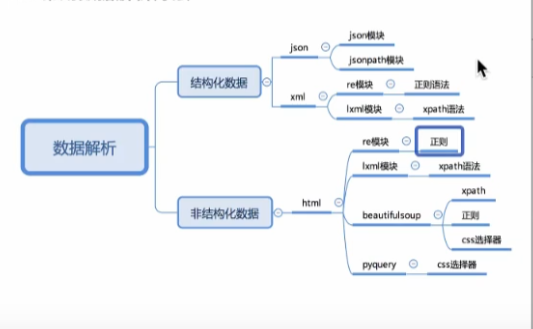 数据解析
结构化数据
json
json模块
jsonpath模块
xml
re模块
正则语法
lxml模块
xpath语法
非结构化数据
html
re模块
正则
lxml模块
xpath语法
beautifulsoup
xpath
正则
css选择器
pyquery
css选择器